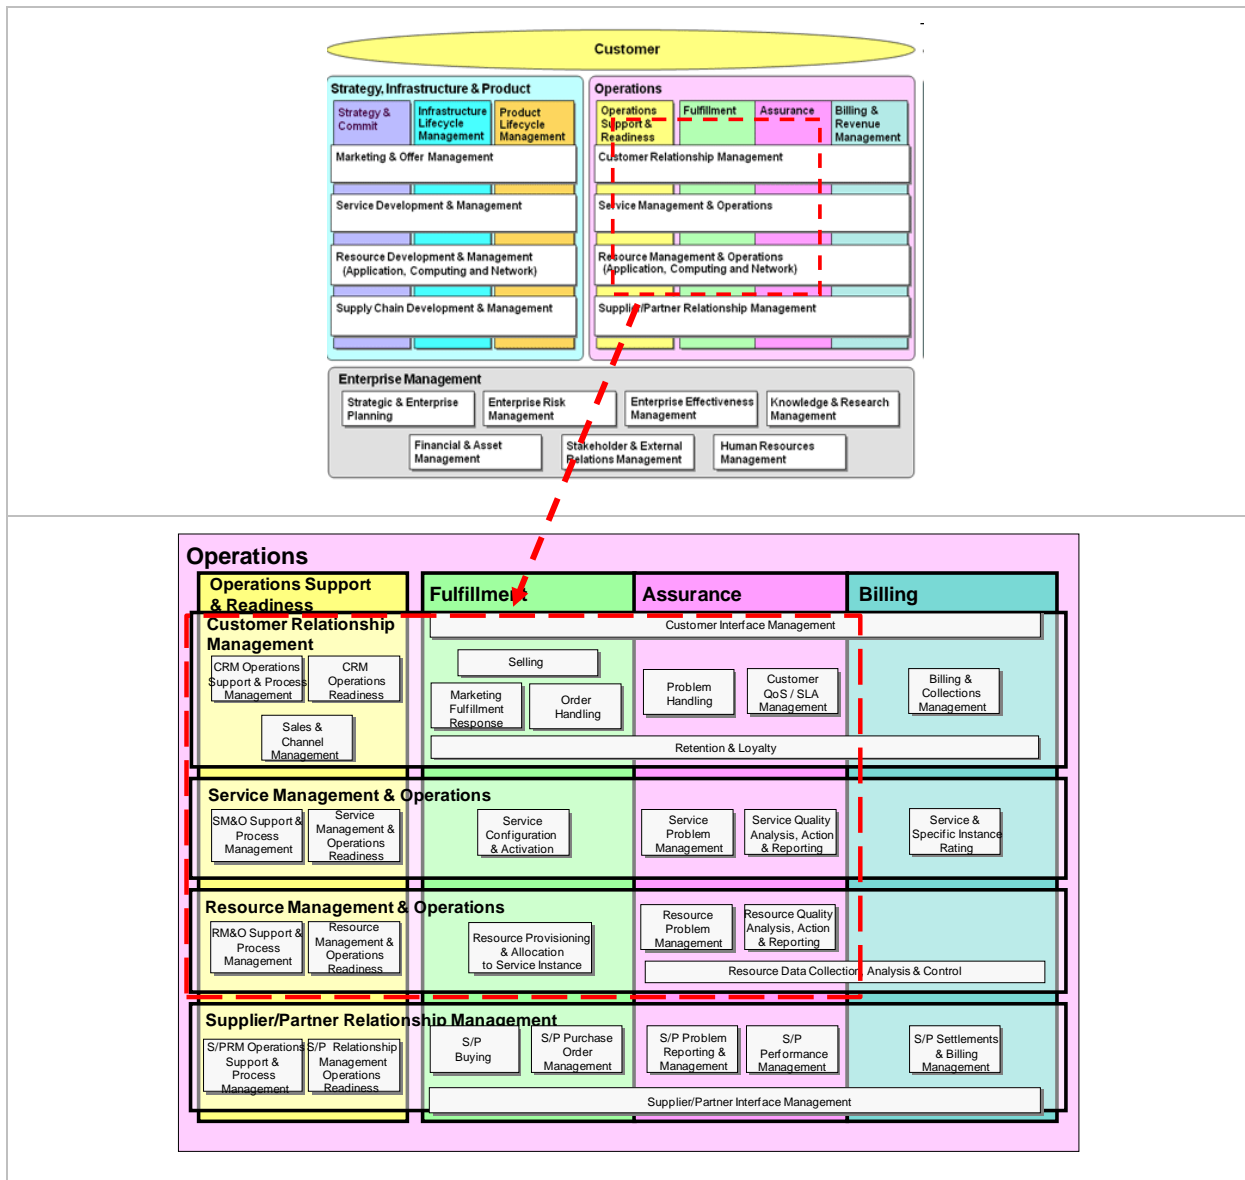 Customer
Strategy, Infrastructure & Product
Strategy &
Commit
Infrastructure
Lifecycle
Management
Product
Lifecycle
Management
Marketing & Offer Management
Service Development & Management
Resource Development & Management
(Application, Computing and Network)
Supply Chain Development & Management
Operations
Operations
Support &
Readiness
Fulfillment
Assurance
Billing &
Revenue
Management
Customer Relationship Management
Service Management & Operations
Resource Management & Operations
(Application, Computing and Network)
Supplier/Partner Relationship Management
Enterprise Management
Strategic & Enterprise
Planning
Enterprise Risk
Management
Enterprise Effectiveness
Management
Knowledge & Research
Management
Financial & Asset
Management
Stakeholder & External
Relations Management
Human Resources
Management
Operations
Operations Support
& Readiness
Fulfillment
Assurance
Billing
Customer Relationship
Management
Customer Interface Management
CRM Operations
Support & Process
Management
CRM
Operations
Readiness
Sales &
Channel
Management
Selling
Marketing
Fulfillment
Response
Order
Handling
Problem
Handling
Customer
QoS / SLA
Management
Billing &
Collections
Management
Retention & Loyalty
Service Management & Operations
SM&O Support &
Process
Management
Service
Management &
Operations
Readiness
Service
Configuration
& Activation
Service
Problem
Management
Service Quality
Analysis, Action
& Reporting
Service &
Specific Instance
Rating
Resource Management & Operations
RM&O Support &
Process
Management
Resource
Management &
Operations
Readiness
Resource Provisioning
& Allocation
to Service Instance
Resource
Problem
Management
Resource Quality
Analysis, Action
& Reporting
Resource Data Collection, Analysis & Control
Supplier/Partner Relationship Management
S/PRM Operations
Support &
Process
Management
S/P Relationship
Management
Operations
Readiness
S/P
Buying
S/P Purchase
Order
Management
S/P Problem
Reporting &
Management
S/P
Performance
Management
S/P Settlements
& Billing
Management
Supplier/Partner Interface Management